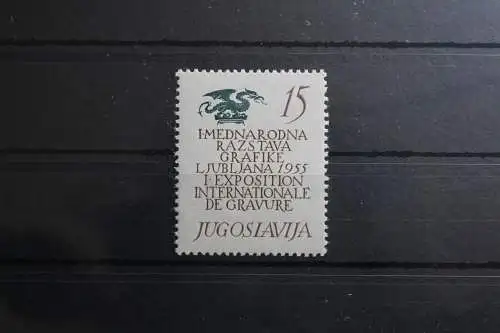 15
I·MEDNARODNA
RAZSTAVA
GRAFIKE
LJUBLJANA 1955
I·EXPOSITION
INTERNATIONALE
DE GRAVURE
JUGOSLAVIJA